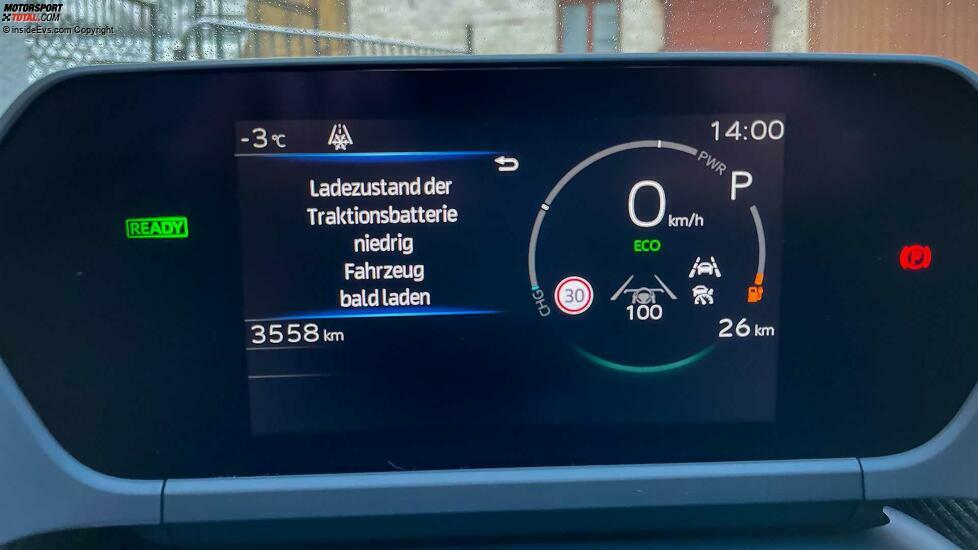 MOTORSPORT
TOTAL.COM
© insideEvs.com Copyright
-3°C
14:00
Ladezustand der
Traktionsbatterie
niedrig
Fahrzeug
bald laden
PWR
P
0 km/h
ECO
READY
P
CHG
30
100
3558 km
26 km